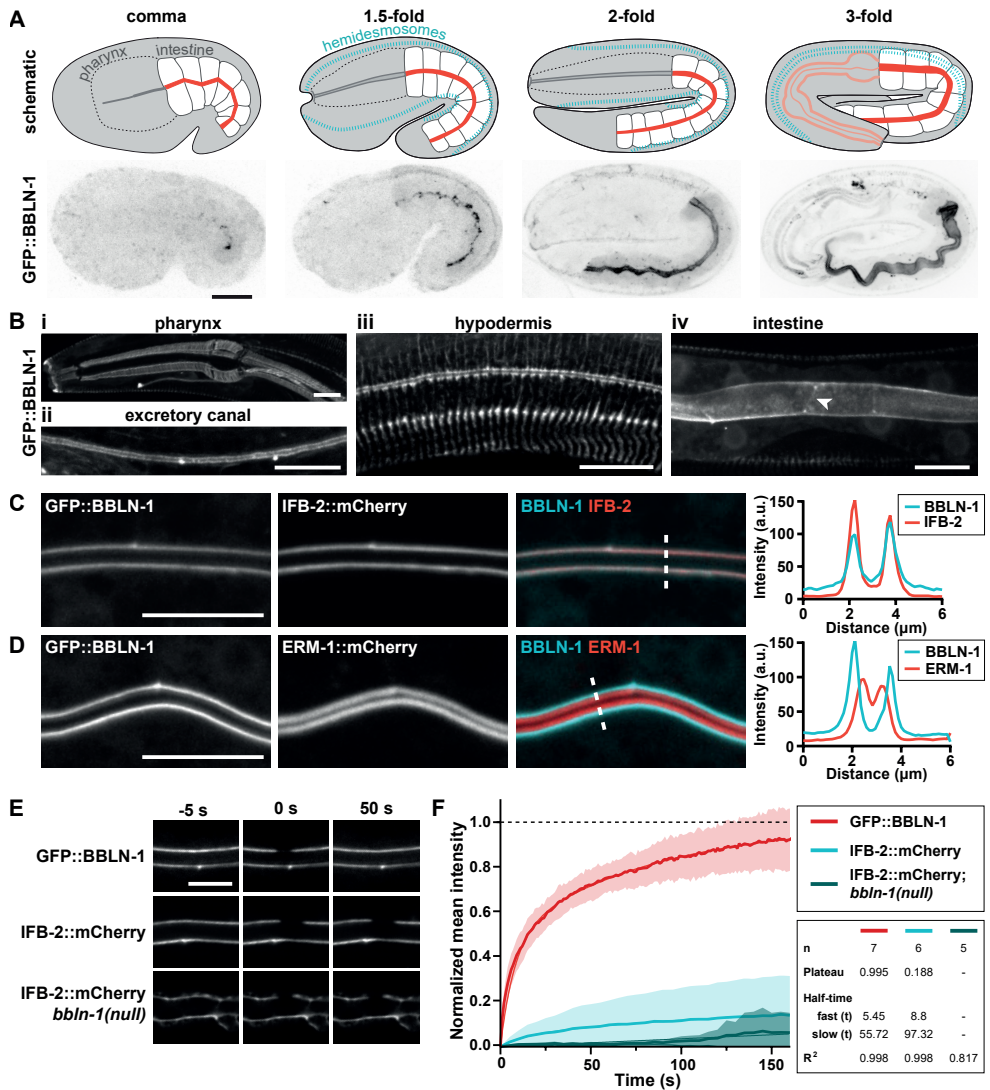 A
comma
1.5-fold
2-fold
3-fold
schematic
pharynx
intestine
hemidesmosomes
GFP::BBLN-1
B
i
pharynx
ii
excretory canal
iii
hypodermis
iv
intestine
GFP::BBLN-1
C
GFP::BBLN-1
IFB-2::mCherry
BBLN-1 IFB-2
Intensity (a.u.)
150
100
50
0
0 2 4 6
Distance (μm)
BBLN-1
IFB-2
D
GFP::BBLN-1
ERM-1::mCherry
BBLN-1 ERM-1
Intensity (a.u.)
150
100
50
0
0 2 4 6
Distance (μm)
BBLN-1
ERM-1
E
-5 s 0 s 50 s
GFP::BBLN-1
IFB-2::mCherry
IFB-2::mCherry
bbln-1(null)
F
Normalized mean intensity
1.0
0.8
0.6
0.4
0.2
0.0
0 50 100 150
Time (s)
GFP::BBLN-1
IFB-2::mCherry
IFB-2::mCherry;
bbln-1(null)
n 7 6 5
Plateau 0.995 0.188 -
Half-time
fast (t) 5.45 8.8 -
slow (t) 55.72 97.32 -
R² 0.998 0.998 0.817